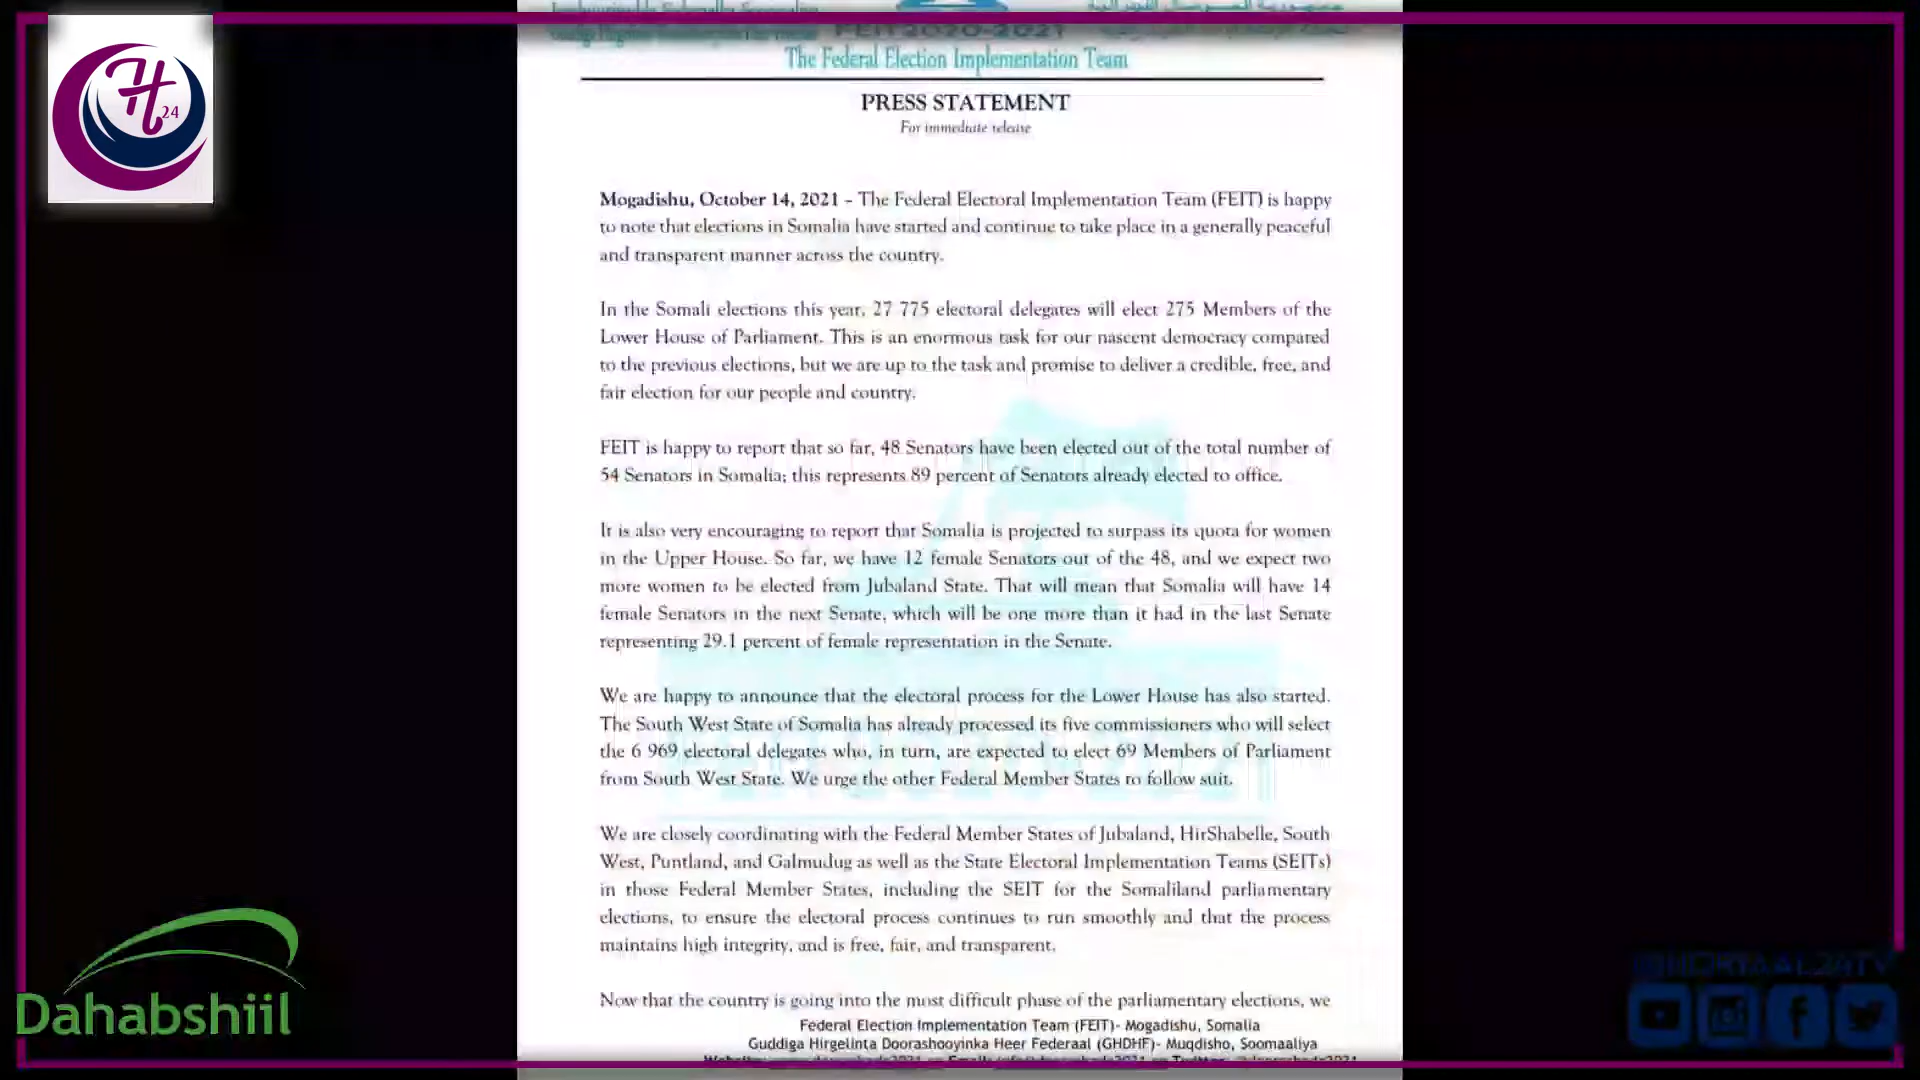 FEIT 2020-2021
The Federal Election Implementation Team
PRESS STATEMENT
For immediate release
H
24
Mogadishu, October 14, 2021 – The Federal Electoral Implementation Team (FEIT) is happy
to note that elections in Somalia have started and continue to take place in a generally peaceful
and transparent manner across the country.
In the Somali elections this year, 27 775 electoral delegates will elect 275 Members of the
Lower House of Parliament. This is an enormous task for our nascent democracy compared
to the previous elections, but we are up to the task and promise to deliver a credible, free, and
fair election for our people and country.
FEIT is happy to report that so far, 48 Senators have been elected out of the total number of
54 Senators in Somalia; this represents 89 percent of Senators already elected to office.
It is also very encouraging to report that Somalia is projected to surpass its quota for women
in the Upper House. So far, we have 12 female Senators out of the 48, and we expect two
more women to be elected from Jubaland State. That will mean that Somalia will have 14
female Senators in the next Senate, which will be one more than it had in the last Senate
representing 29.1 percent of female representation in the Senate.
We are happy to announce that the electoral process for the Lower House has also started.
The South West State of Somalia has already processed its five commissioners who will select
the 6 969 electoral delegates who, in turn, are expected to elect 69 Members of Parliament
from South West State. We urge the other Federal Member States to follow suit.
We are closely coordinating with the Federal Member States of Jubaland, HirShabelle, South
West, Puntland, and Galmudug as well as the State Electoral Implementation Teams (SEITs)
in those Federal Member States, including the SEIT for the Somaliland parliamentary
elections, to ensure the electoral process continues to run smoothly and that the process
maintains high integrity, and is free, fair, and transparent.
Now that the country is going into the most difficult phase of the parliamentary elections, we
Federal Election Implementation Team (FEIT)- Mogadishu, Somalia
Guddiga Hirgelinta Doorashooyinka Heer Federaal (GHDHF)- Muqdisho, Soomaaliya
Dahabshiil